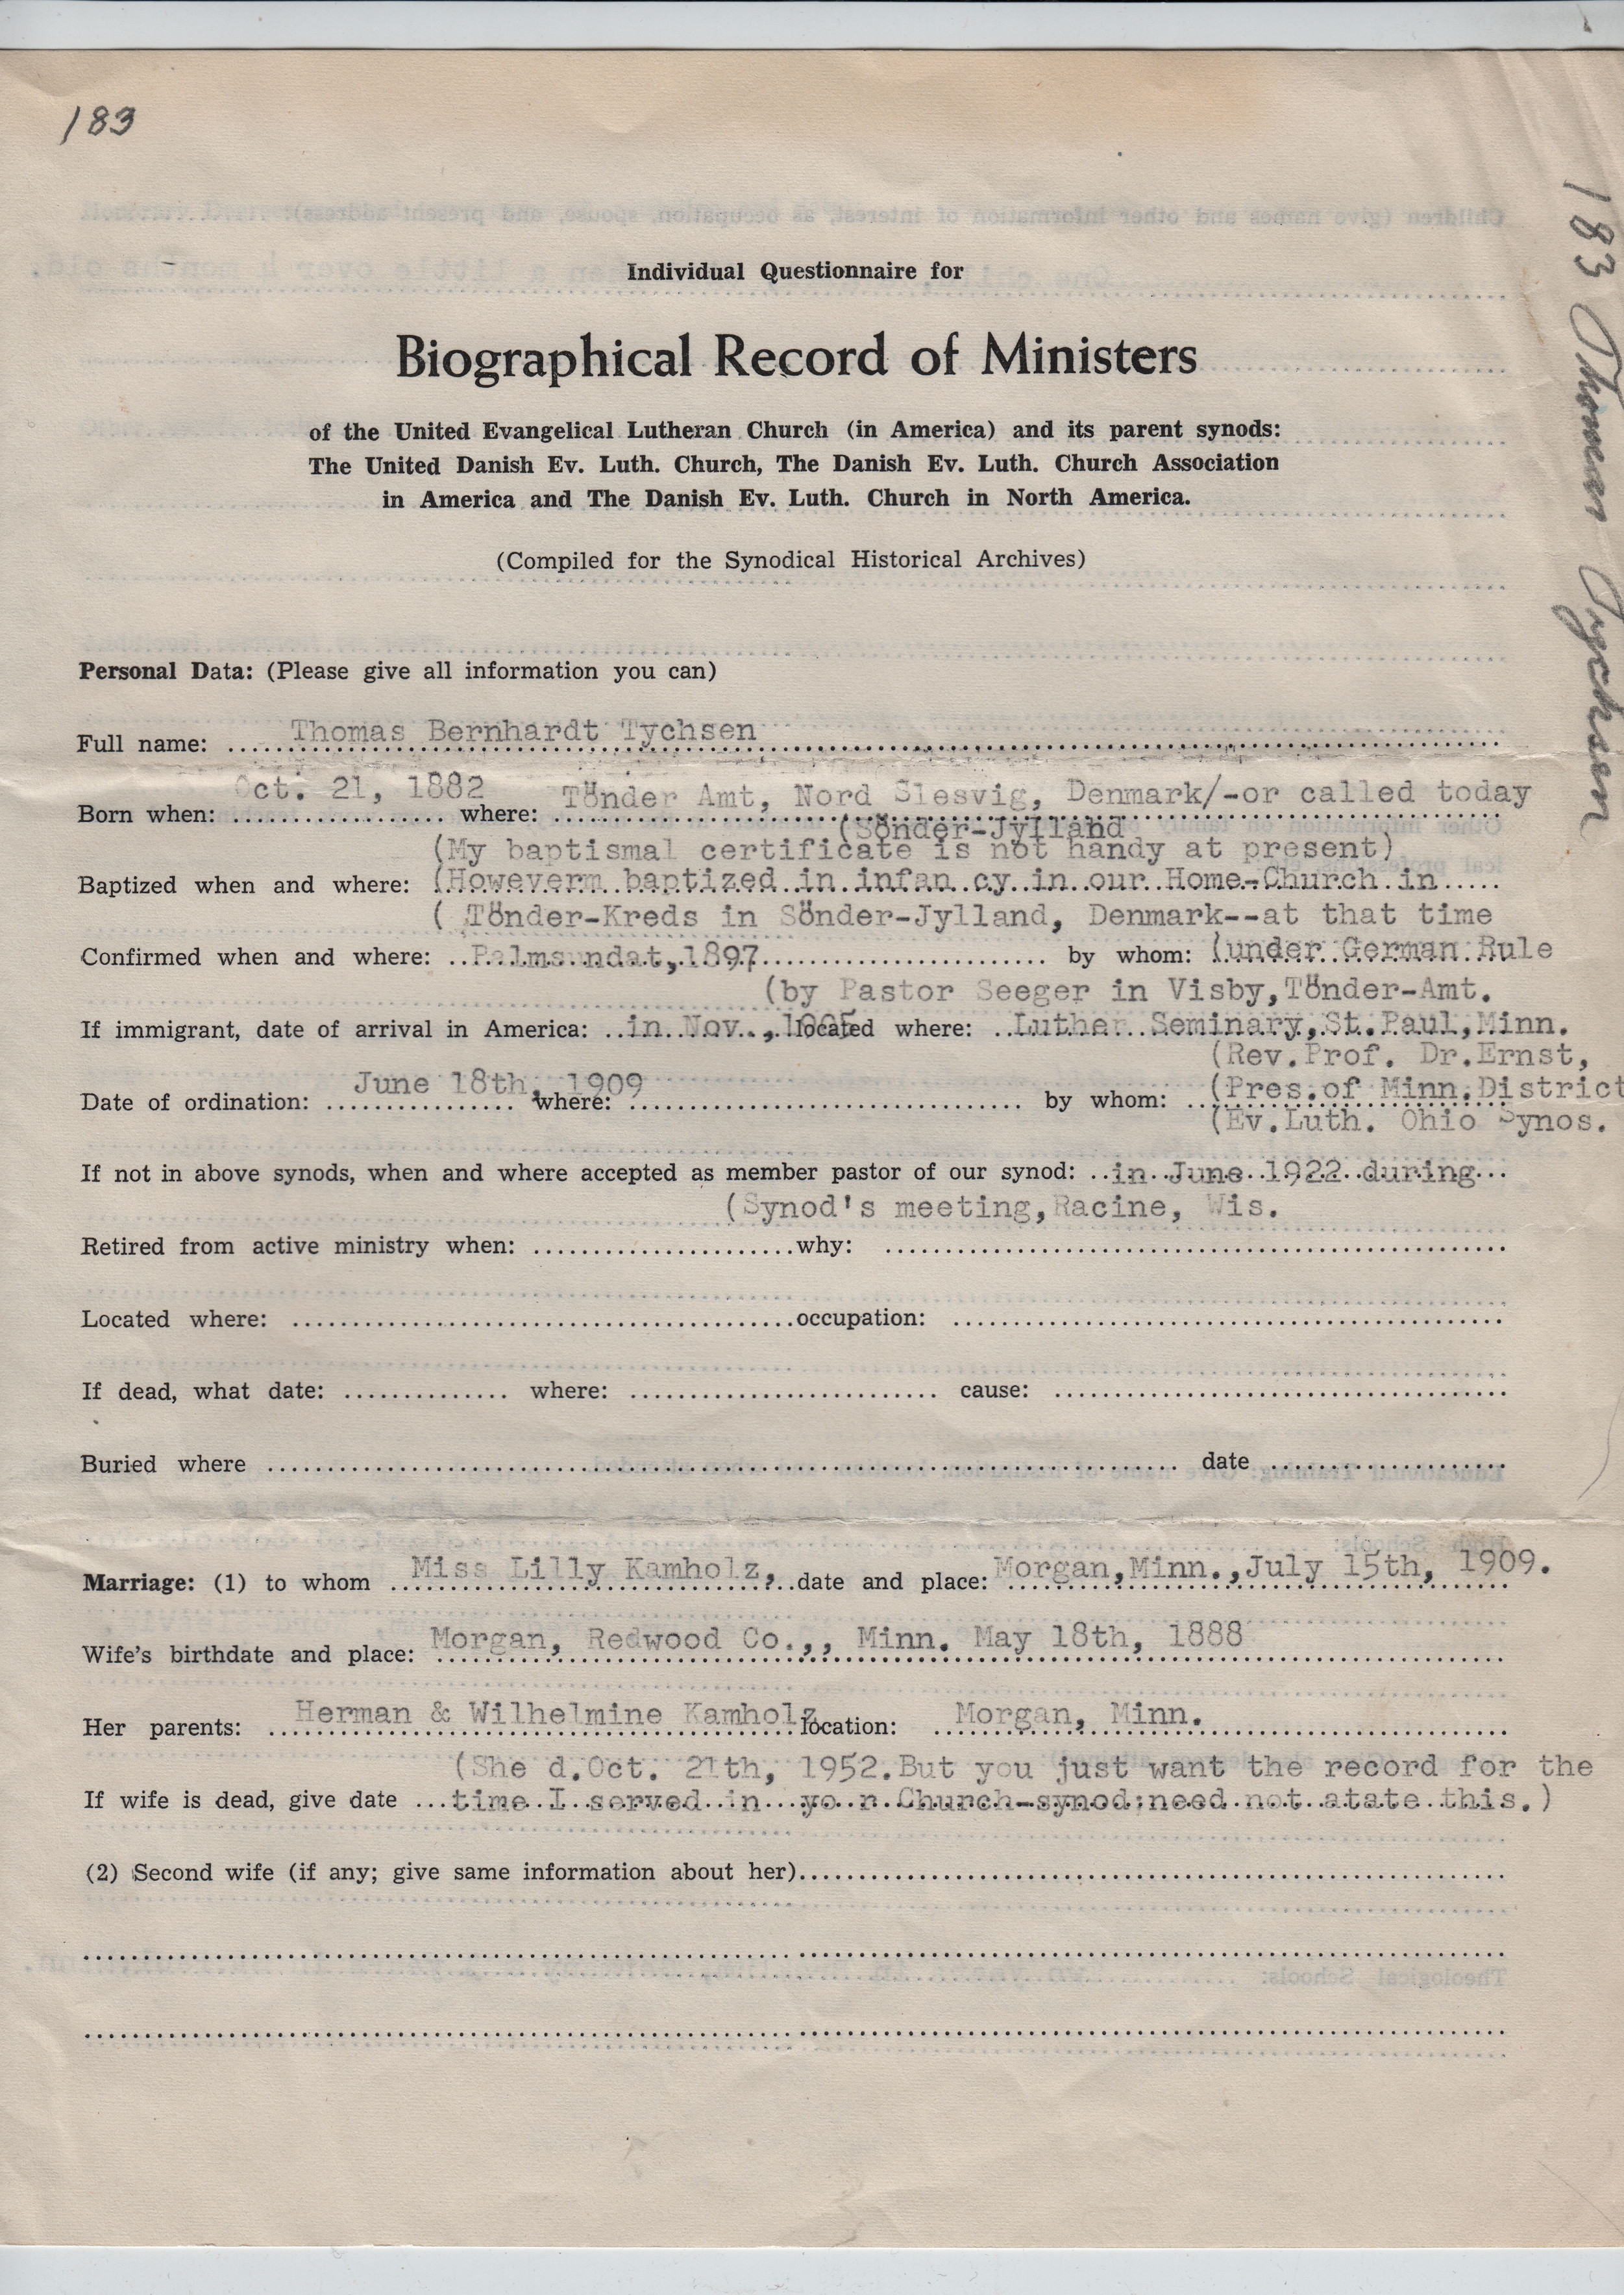 183
183 Thomas Tychsen
Individual Questionnaire for
Biographical Record of Ministers
of the United Evangelical Lutheran Church (in America) and its parent synods:
The United Danish Ev. Luth. Church, The Danish Ev. Luth. Church Association
in America and The Danish Ev. Luth. Church in North America.
(Compiled for the Synodical Historical Archives)
Personal Data: (Please give all information you can)
Full name: Thomas Bernhardt Tychsen
Born when: Oct. 21, 1882 where: Tönder Amt, Nord Slesvig, Denmark/-or called today
(Sönder-Jylland
(My baptismal certificate is not handy at present)
Baptized when and where: (Howeverm baptized in infan cy in our Home-Church in
( Tönder-Kreds in Sönder-Jylland, Denmark--at that time
Confirmed when and where: Palmsundat,1897 by whom: (under German Rule
(by Pastor Seeger in Visby,Tönder-Amt.
If immigrant, date of arrival in America: in Nov.,1905 located where: Luther Seminary,St.Paul,Minn.
(Rev.Prof. Dr.Ernst,
Date of ordination: June 18th, 1909 where: by whom: (Pres.of Minn.District
(Ev.Luth. Ohio Synos.
If not in above synods, when and where accepted as member pastor of our synod: in June 1922 during
(Synod's meeting,Racine, Wis.
Retired from active ministry when: why:
Located where: occupation:
If dead, what date: where: cause:
Buried where date
Marriage: (1) to whom Miss Lilly Kamholz, date and place: Morgan,Minn.,July 15th, 1909.
Wife's birthdate and place: Morgan, Redwood Co.,, Minn. May 18th, 1888
Her parents: Herman & Wilhelmine Kamholz location: Morgan, Minn.
(She d.Oct. 21th, 1952.But you just want the record for the
If wife is dead, give date time I served in yo r Church-synod;need not atate this.)
(2) Second wife (if any; give same information about her)